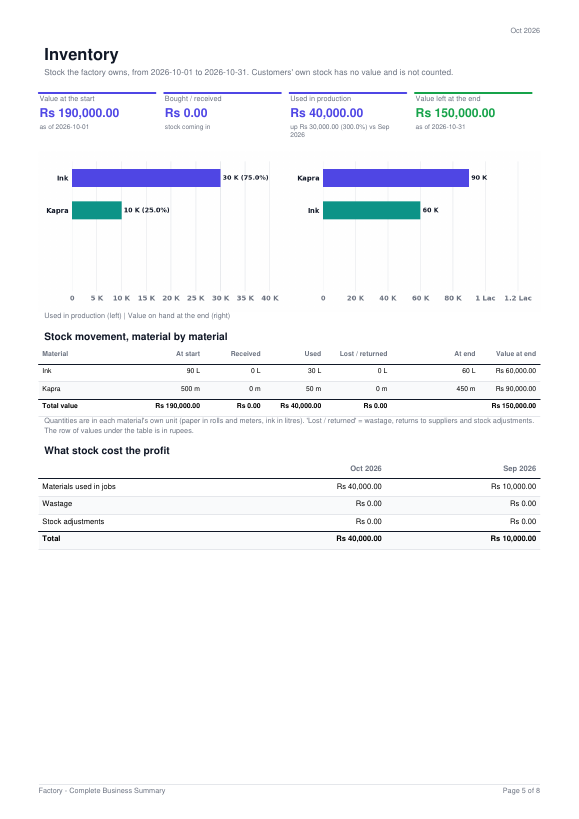 Oct 2026
Inventory
Stock the factory owns, from 2026-10-01 to 2026-10-31. Customers' own stock has no value and is not counted.
Value at the start Bought / received Used in production Value left at the end
Rs 190,000.00 Rs 0.00 Rs 40,000.00 Rs 150,000.00
as of 2026-10-01 stock coming in up Rs 30,000.00 (300.0%) vs Sep 2026 as of 2026-10-31
Ink 30 K (75.0%)
Kapra 10 K (25.0%)
0 5 K 10 K 15 K 20 K 25 K 30 K 35 K 40 K
Kapra 90 K
Ink 60 K
0 20 K 40 K 60 K 80 K 1 Lac 1.2 Lac
Used in production (left) | Value on hand at the end (right)
Stock movement, material by material
Material At start Received Used Lost / returned At end Value at end
Ink 90 L 0 L 30 L 0 L 60 L Rs 60,000.00
Kapra 500 m 0 m 50 m 0 m 450 m Rs 90,000.00
Total value Rs 190,000.00 Rs 0.00 Rs 40,000.00 Rs 0.00 Rs 150,000.00
Quantities are in each material's own unit (paper in rolls and meters, ink in litres). 'Lost / returned' = wastage, returns to suppliers and stock adjustments.
The row of values under the table is in rupees.
What stock cost the profit
Oct 2026 Sep 2026
Materials used in jobs Rs 40,000.00 Rs 10,000.00
Wastage Rs 0.00 Rs 0.00
Stock adjustments Rs 0.00 Rs 0.00
Total Rs 40,000.00 Rs 10,000.00
Factory - Complete Business Summary Page 5 of 8